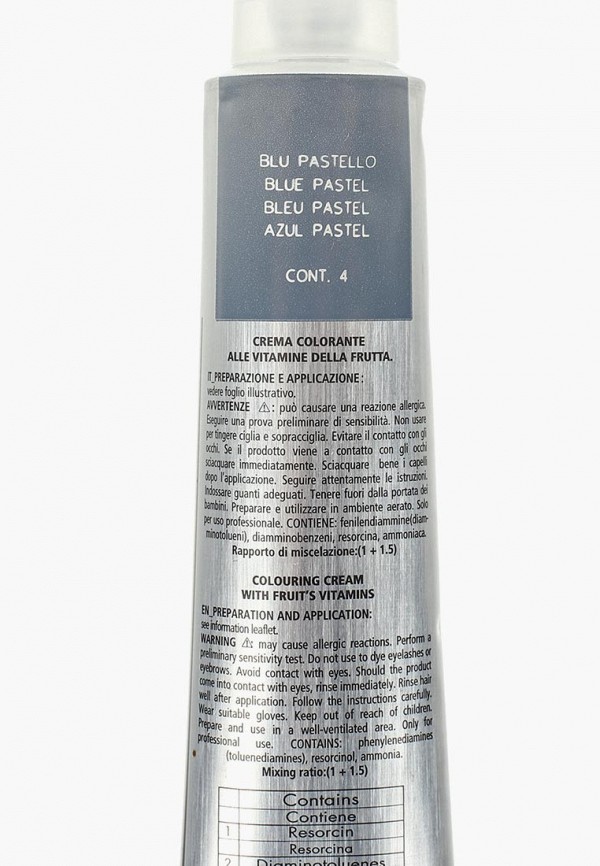 BLU PASTELLO
BLUE PASTEL
BLEU PASTEL
AZUL PASTEL
CONT. 4
CREMA COLORANTE
ALLE VITAMINE DELLA FRUTTA.
IT_PREPARAZIONE E APPLICAZIONE:
vedere foglio illustrativo.
AVVERTENZE ⚠: può causare una reazione allergica.
Eseguire una prova preliminare di sensibilità. Non usare
per tingere ciglia e sopracciglia. Evitare il contatto con gli
occhi. Se il prodotto viene a contatto con gli occhi
sciacquare immediatamente. Sciacquare bene i capelli
dopo l'applicazione. Seguire attentamente le istruzioni.
Indossare guanti adeguati. Tenere fuori dalla portata dei
bambini. Preparare e utilizzare in ambiente aerato. Solo
per uso professionale. CONTIENE: fenilendiammine(diam-
minotolueni), diamminobenzeni, resorcina, ammoniaca.
Rapporto di miscelazione:(1 + 1.5)
COLOURING CREAM
WITH FRUIT'S VITAMINS
EN_PREPARATION AND APPLICATION:
see information leaflet.
WARNING ⚠: may cause allergic reactions. Perform a
preliminary sensitivity test. Do not use to dye eyelashes or
eyebrows. Avoid contact with eyes. Should the product
come into contact with eyes, rinse immediately. Rinse hair
well after application. Follow the instructions carefully.
Wear suitable gloves. Keep out of reach of children.
Prepare and use in a well-ventilated area. Only for
professional use. CONTAINS: phenylenediamines
(toluenediamines), resorcinol, ammonia.
Mixing ratio:(1 + 1.5)
Contains
Contiene
1 Resorcin
Resorcina
2 Diaminotoluenes